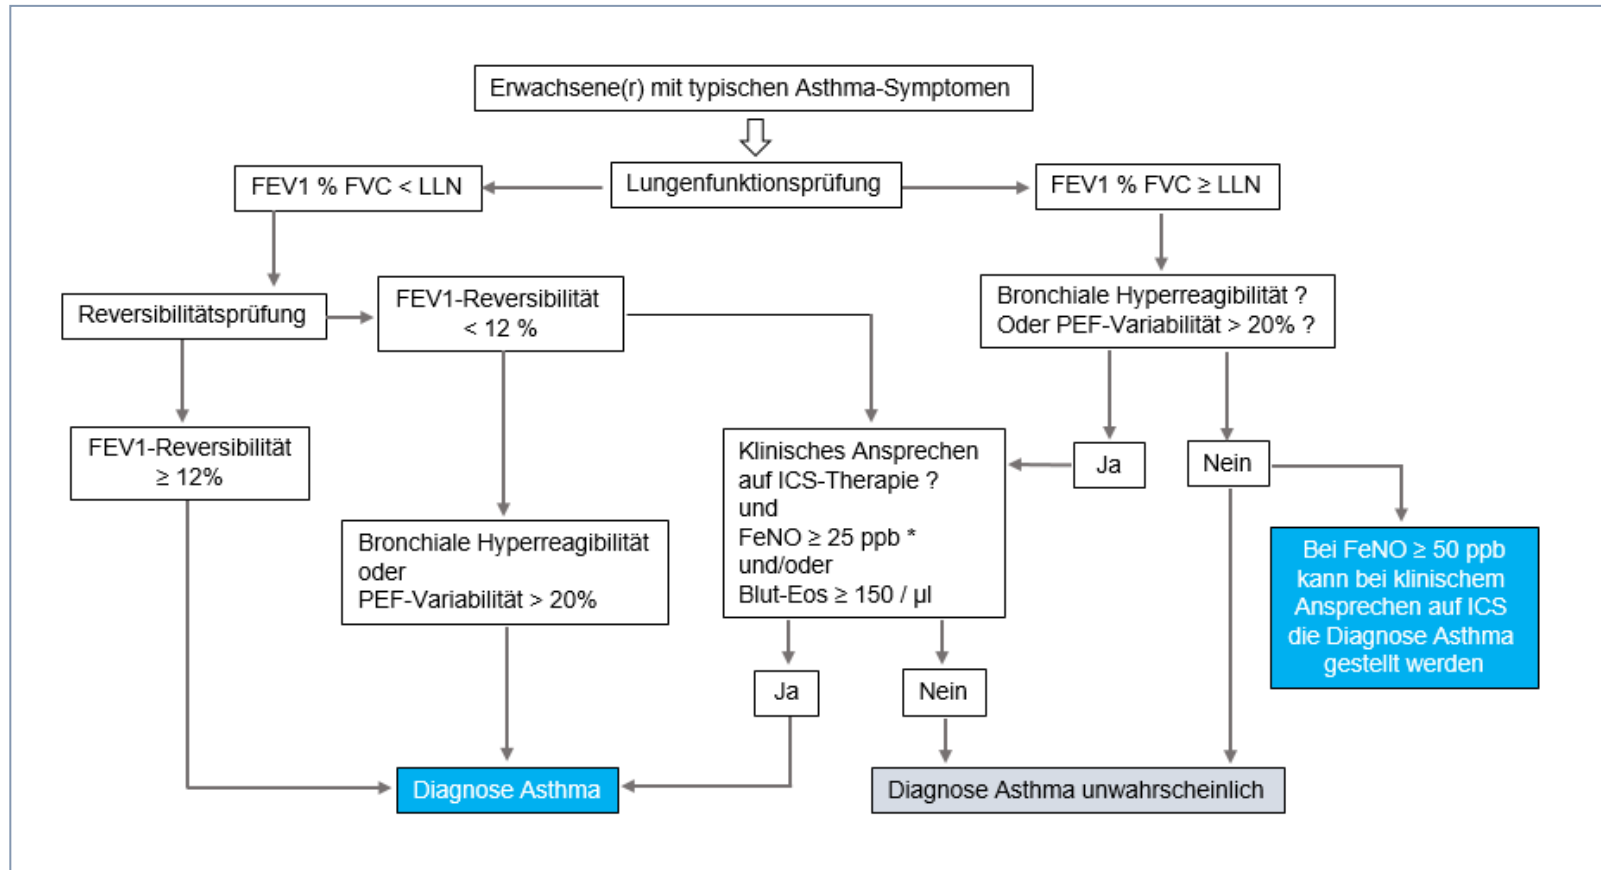 Erwachsene(r) mit typischen Asthma-Symptomen
FEV1 % FVC < LLN
Lungenfunktionsprüfung
FEV1 % FVC ≥ LLN
Reversibilitätsprüfung
FEV1-Reversibilität
< 12 %
Bronchiale Hyperreagibilität ?
Oder PEF-Variabilität > 20% ?
FEV1-Reversibilität
≥ 12%
Klinisches Ansprechen
auf ICS-Therapie ?
und
FeNO ≥ 25 ppb *
und/oder
Blut-Eos ≥ 150 / µl
Ja
Nein
Bronchiale Hyperreagibilität
oder
PEF-Variabilität > 20%
Bei FeNO ≥ 50 ppb
kann bei klinischem
Ansprechen auf ICS
die Diagnose Asthma
gestellt werden
Ja
Nein
Diagnose Asthma
Diagnose Asthma unwahrscheinlich